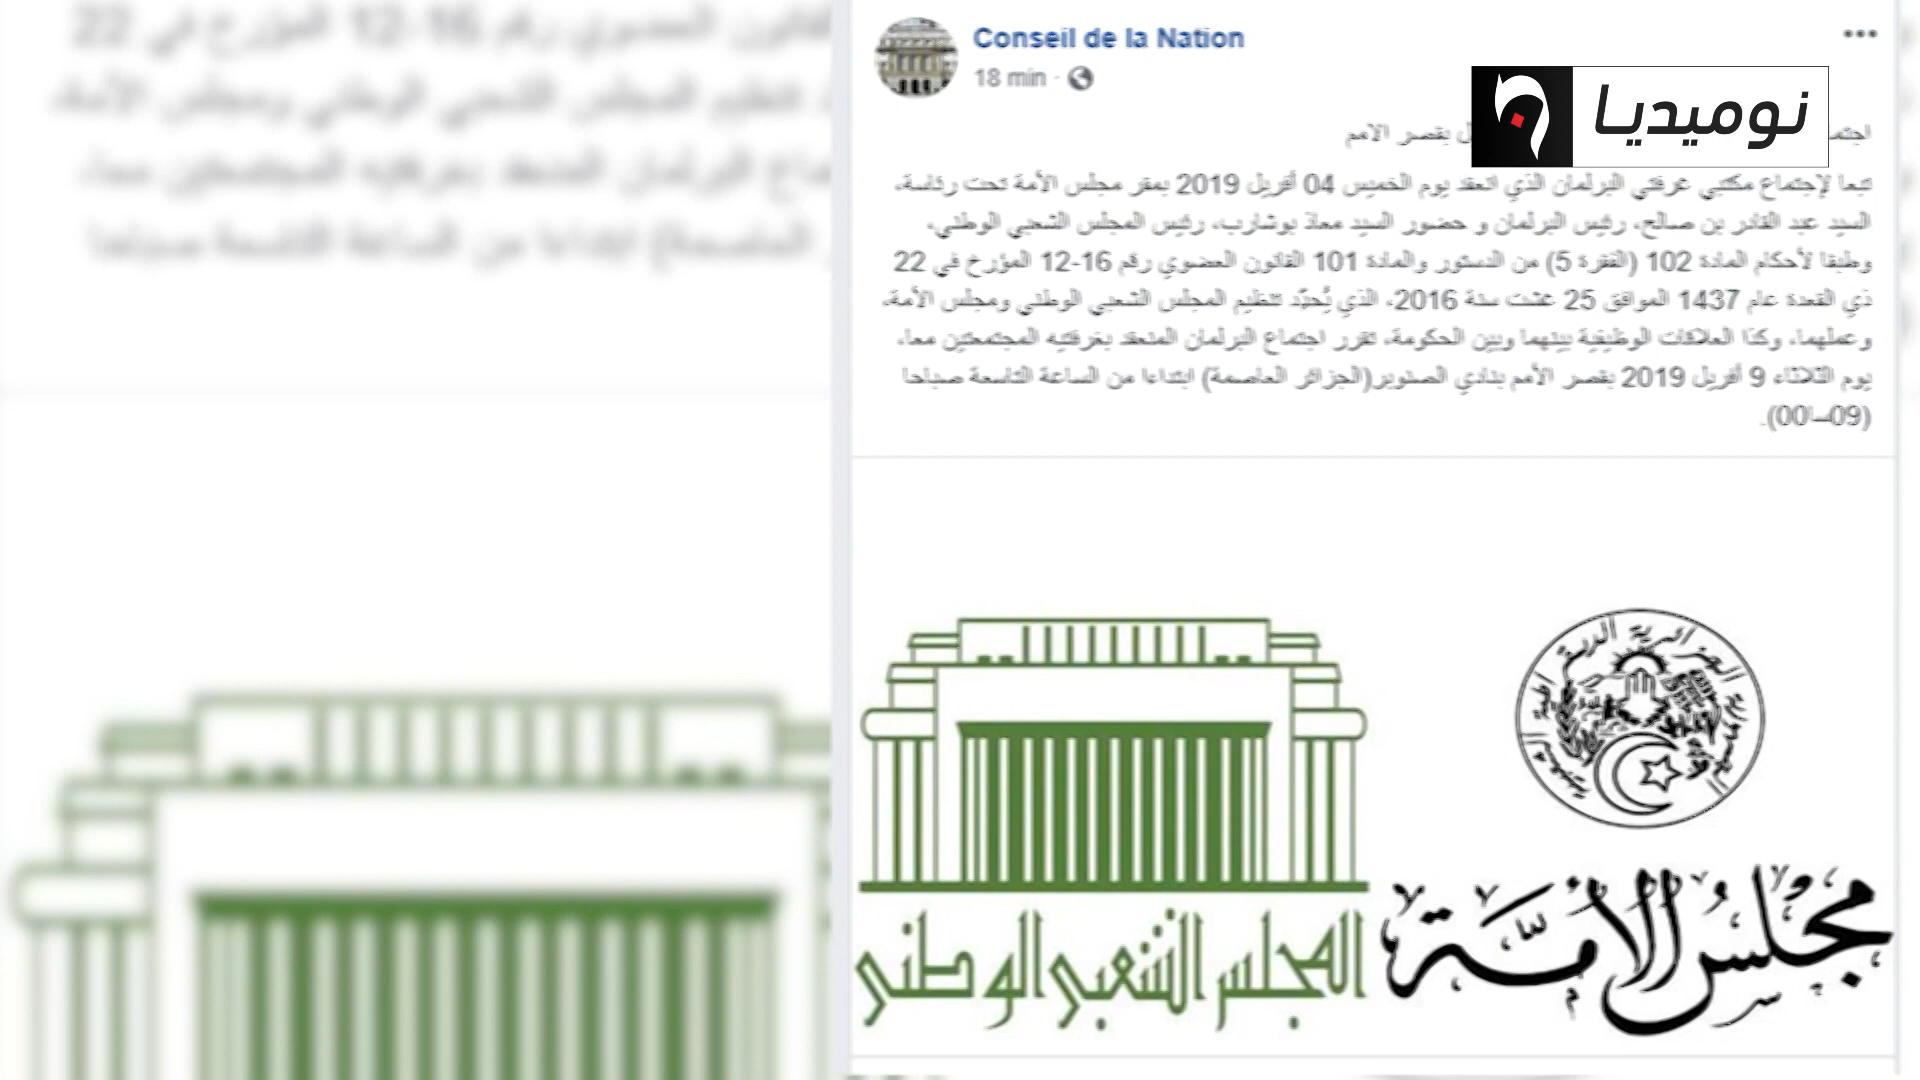 Conseil de la Nation
18 min
نوميديا
بقصر الامم
تبعا لإجتماع مكتبي غرفتي البرلمان الذي انعقد يوم الخميس 04 أفريل 2019 بمقر مجلس الأمة تحت رئاسة،
السيد عبد القادر بن صالح، رئيس البرلمان و حضور السيد معاذ بوشارب، رئيس المجلس الشعبي الوطني،
وطبقا لأحكام المادة 102 (الفقرة 5) من الدستور والمادة 101 القانون العضوي رقم 16-12 المؤرخ في 22
ذي القعدة عام 1437 الموافق 25 غشت سنة 2016، الذي يُحدّد تنظيم المجلس الشعبي الوطني ومجلس الأمة،
وعملهما، وكذا العلاقات الوظيفية بينهما وبين الحكومة، تقرر اجتماع البرلمان المنعقد بغرفتيه المجتمعتين معا،
يوم الثلاثاء 9 أفريل 2019 بقصر الأمم بنادي الصنوبر(الجزائر العاصمة) ابتداءا من الساعة التاسعة صباحا
(09سا00).
المجلس الشعبي الوطني
مجلس الأمة